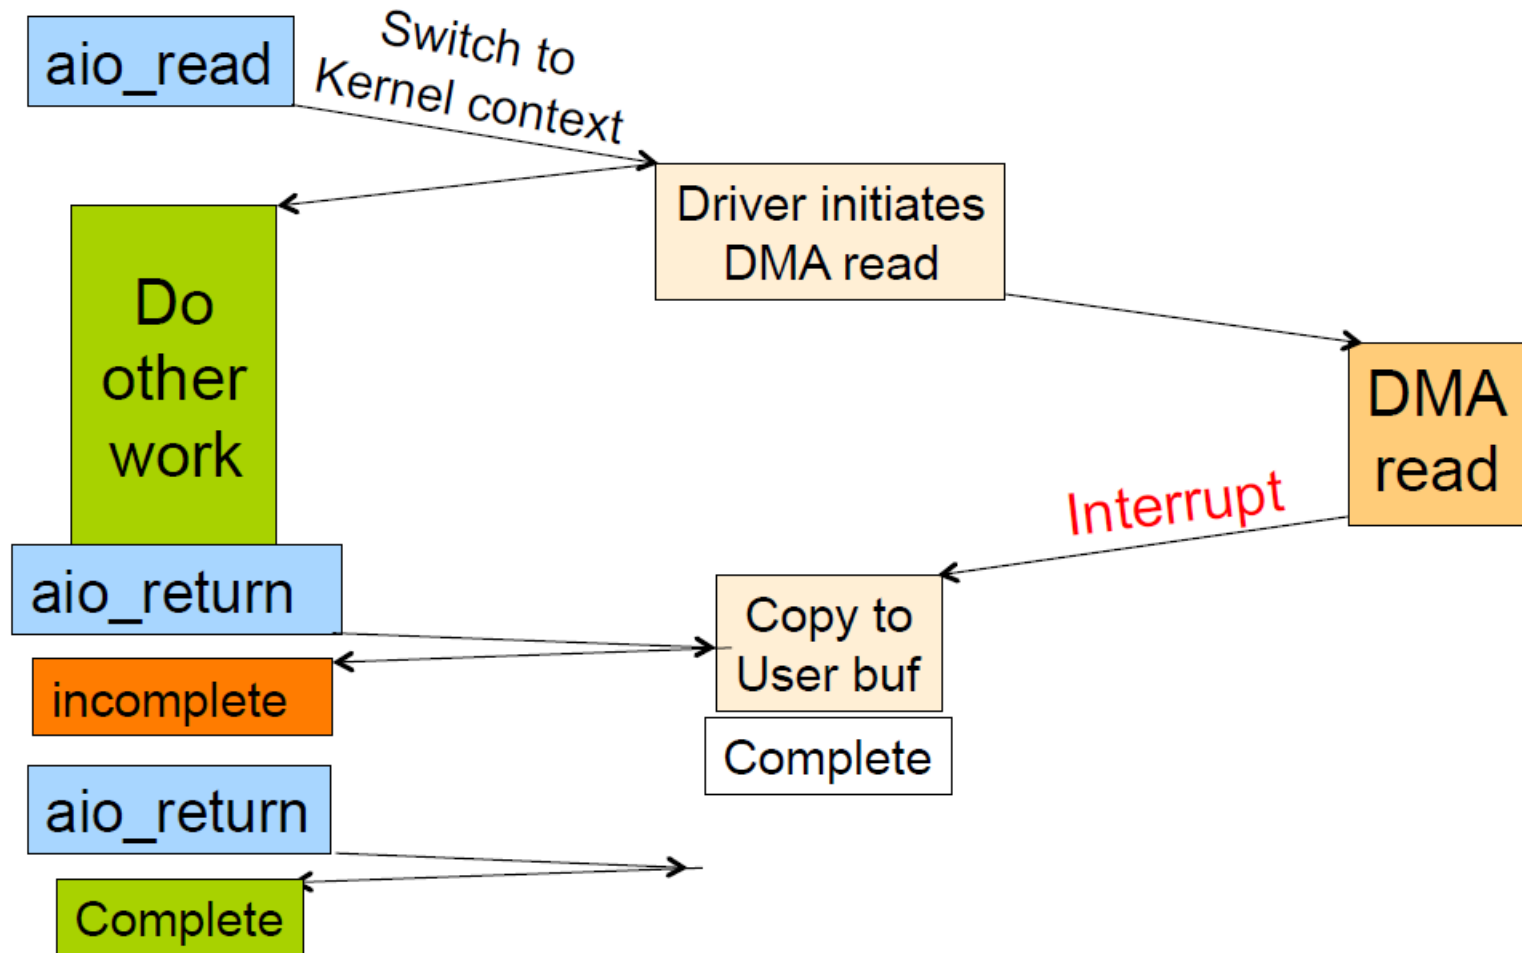 aio_read
Switch to
Kernel context
Driver initiates
DMA read
Do
other
work
DMA
read
Interrupt
aio_return
Copy to
User buf
incomplete
Complete
aio_return
Complete